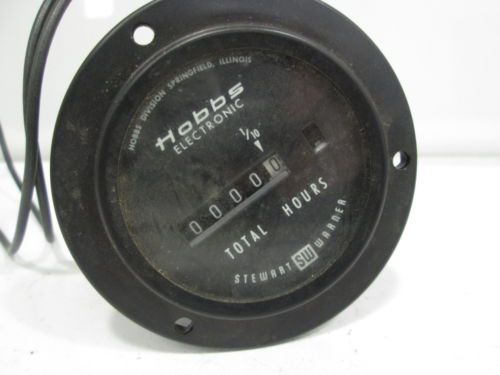 HOBBS DIVISION SPRINGFIELD, ILLINOIS
Hobbs
ELECTRONIC
1/10
00000
TOTAL HOURS
STEWART SW WARNER